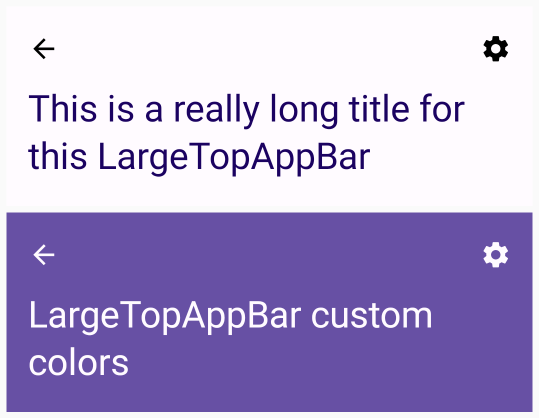 This is a really long title for
this LargeTopAppBar
LargeTopAppBar custom
colors